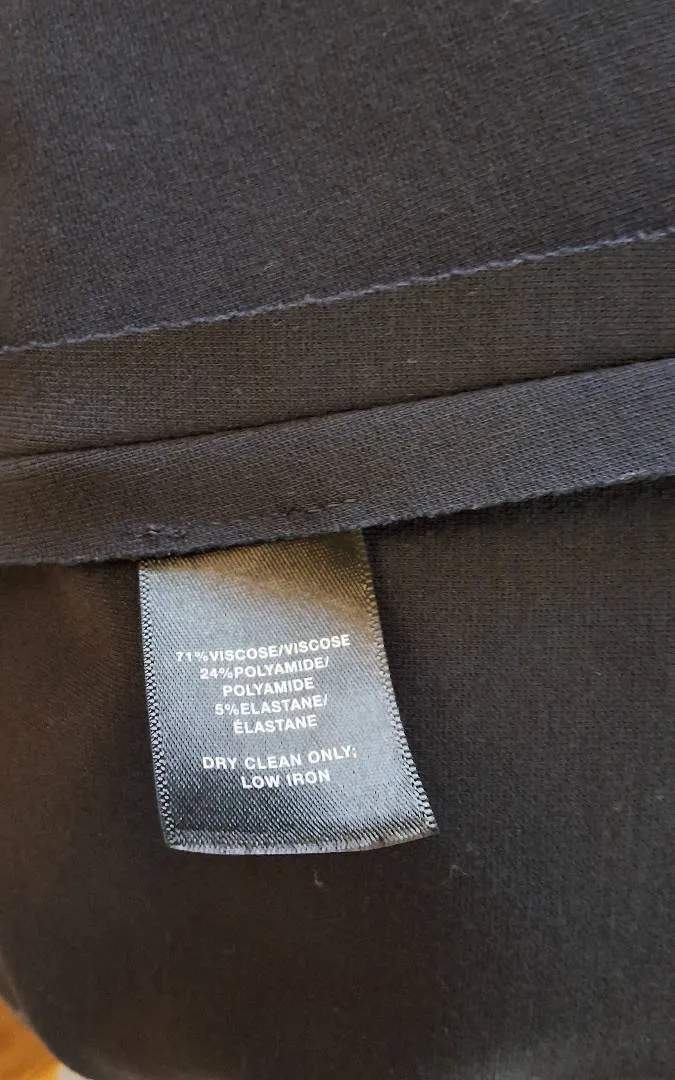 71%VISCOSE/VISCOSE
24%POLYAMIDE/
POLYAMIDE
5%ELASTANE/
ÉLASTANE
DRY CLEAN ONLY;
LOW IRON